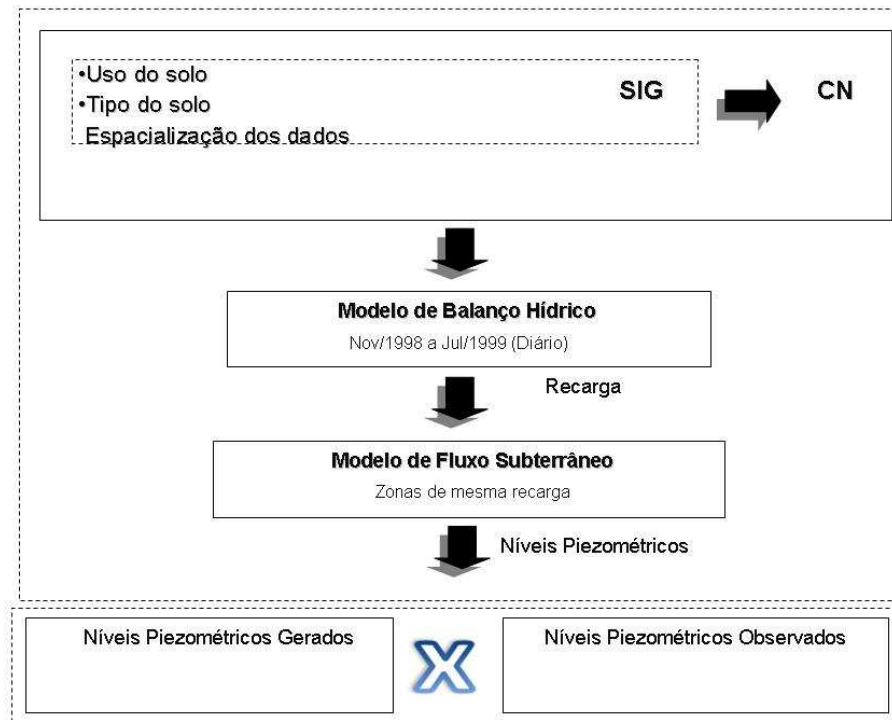 •Uso do solo
•Tipo do solo
Espacialização dos dados
SIG
CN
Modelo de Balanço Hídrico
Nov/1998 a Jul/1999 (Diário)
Recarga
Modelo de Fluxo Subterrâneo
Zonas de mesma recarga
Níveis Piezométricos
Níveis Piezométricos Gerados
X
Níveis Piezométricos Observados